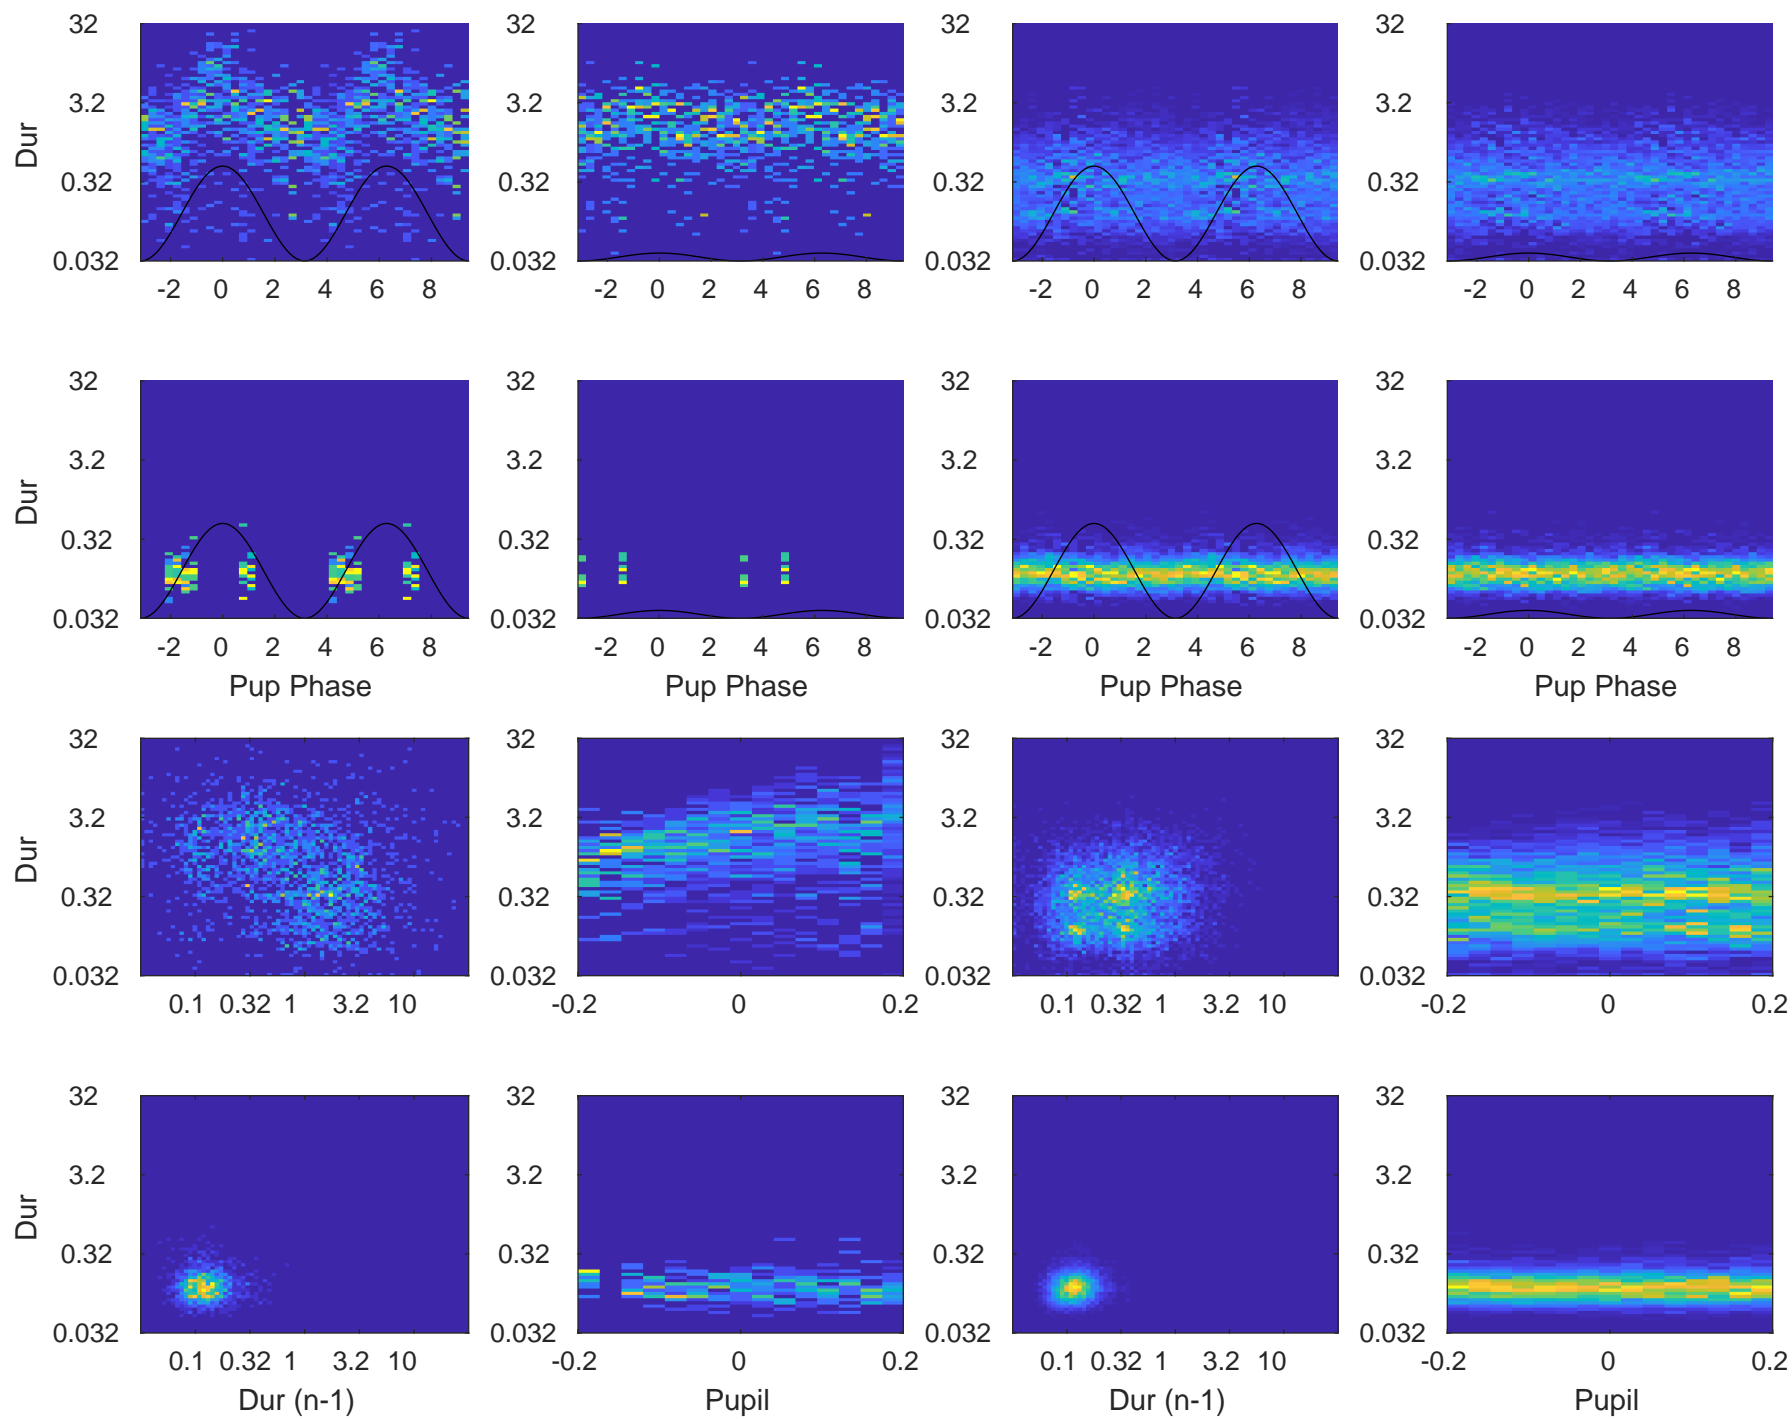 32 32 32 32
3.2 3.2 3.2 3.2
Dur
0.32 0.32 0.32 0.32
0.032 0.032 0.032 0.032
-2 0 2 4 6 8 -2 0 2 4 6 8 -2 0 2 4 6 8 -2 0 2 4 6 8
32 32 32 32
3.2 3.2 3.2 3.2
Dur
0.32 0.32 0.32 0.32
0.032 0.032 0.032 0.032
-2 0 2 4 6 8 -2 0 2 4 6 8 -2 0 2 4 6 8 -2 0 2 4 6 8
Pup Phase Pup Phase Pup Phase Pup Phase
32 32 32 32
3.2 3.2 3.2 3.2
Dur
0.32 0.32 0.32 0.32
0.032 0.032 0.032 0.032
0.1 0.32 1 3.2 10 -0.2 0 0.2 0.1 0.32 1 3.2 10 -0.2 0 0.2
32 32 32 32
3.2 3.2 3.2 3.2
Dur
0.32 0.32 0.32 0.32
0.032 0.032 0.032 0.032
0.1 0.32 1 3.2 10 -0.2 0 0.2 0.1 0.32 1 3.2 10 -0.2 0 0.2
Dur (n-1) Pupil Dur (n-1) Pupil